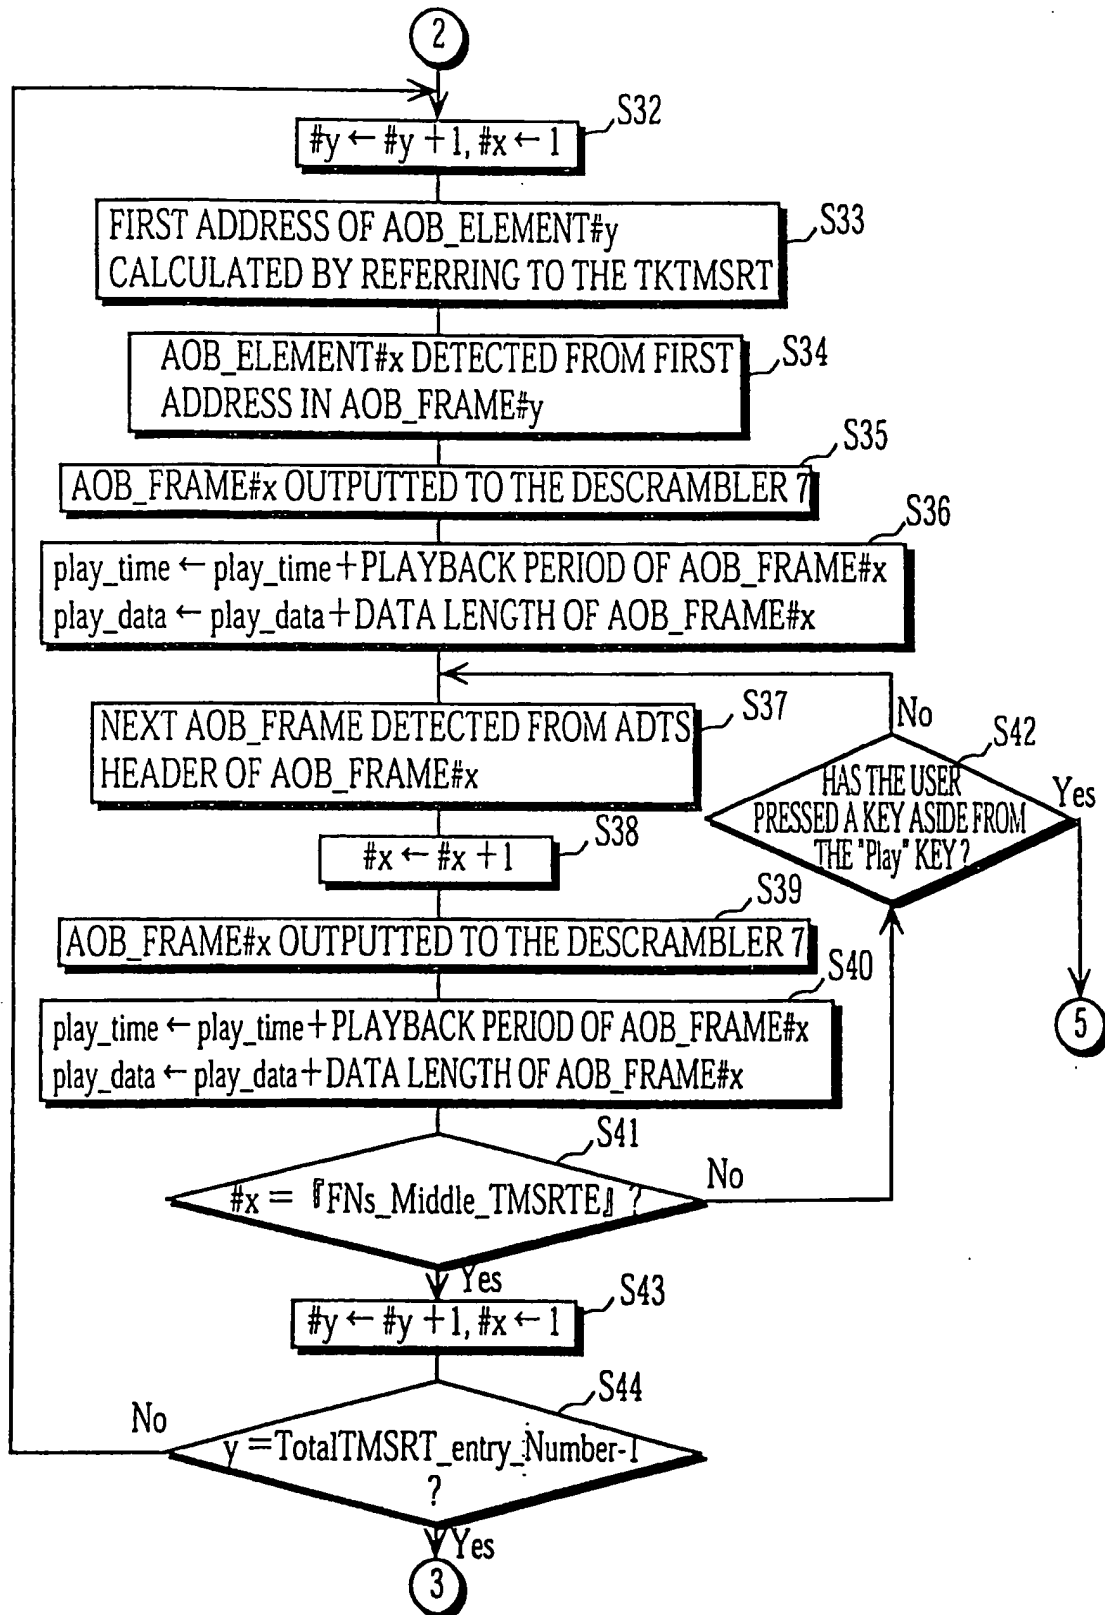 2
S32
#y ← #y + 1, #x ← 1
S33
FIRST ADDRESS OF AOB_ELEMENT#y
CALCULATED BY REFERRING TO THE TKTMSRT
S34
AOB_ELEMENT#x DETECTED FROM FIRST
ADDRESS IN AOB_FRAME#y
S35
AOB_FRAME#x OUTPUTTED TO THE DESCRAMBLER 7
S36
play_time ← play_time+PLAYBACK PERIOD OF AOB_FRAME#x
play_data ← play_data+DATA LENGTH OF AOB_FRAME#x
S37
NEXT AOB_FRAME DETECTED FROM ADTS
HEADER OF AOB_FRAME#x
No
S42
HAS THE USER
PRESSED A KEY ASIDE FROM
THE "Play" KEY?
Yes
5
S38
#x ← #x + 1
S39
AOB_FRAME#x OUTPUTTED TO THE DESCRAMBLER 7
S40
play_time ← play_time+PLAYBACK PERIOD OF AOB_FRAME#x
play_data ← play_data+DATA LENGTH OF AOB_FRAME#x
S41
#x = 『FNs_Middle_TMSRTE』 ?
No
Yes
S43
#y ← #y + 1, #x ← 1
S44
No
y =TotalTMSRT_entry_Number-1
?
Yes
3